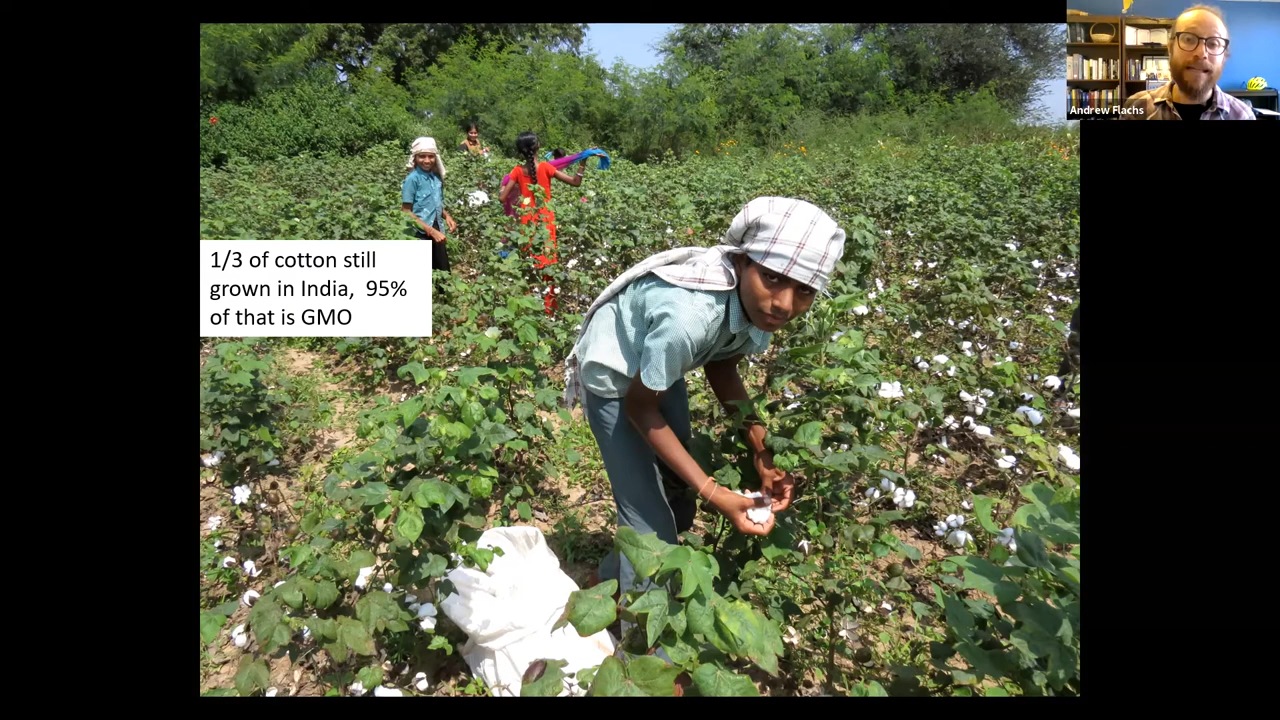 Andrew Flachs
1/3 of cotton still
grown in India,  95%
of that is GMO